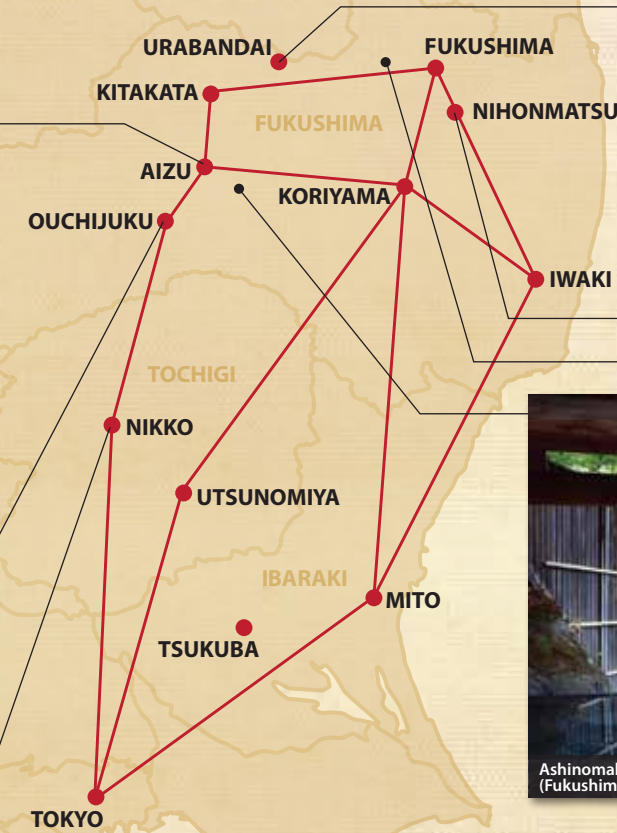 URABANDAI
FUKUSHIMA
KITAKATA
FUKUSHIMA
NIHONMATSU
AIZU
KORIYAMA
OUCHIJUKU
IWAKI
TOCHIGI
NIKKO
UTSUNOMIYA
IBARAKI
MITO
TSUKUBA
TOKYO